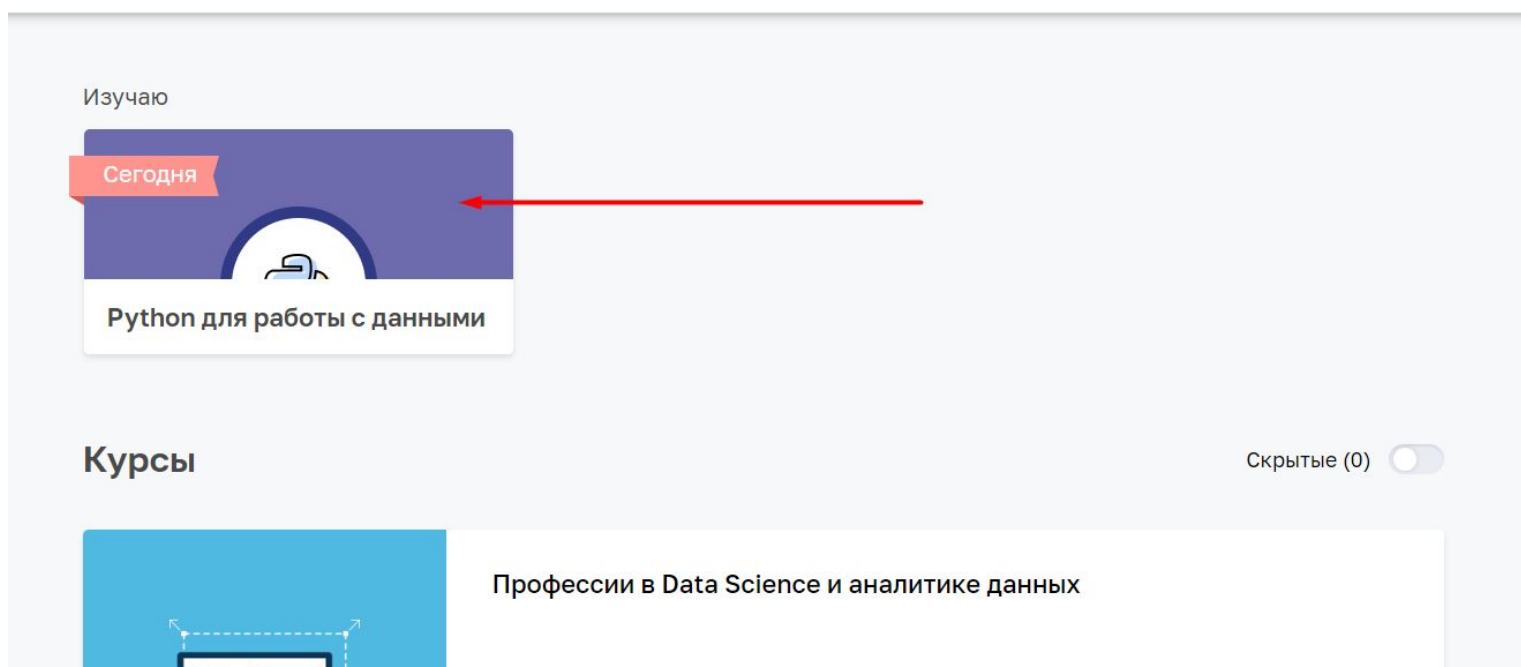 Изучаю
Сегодня
Python для работы с данными
Курсы
Скрытые (0)
Профессии в Data Science и аналитике данных